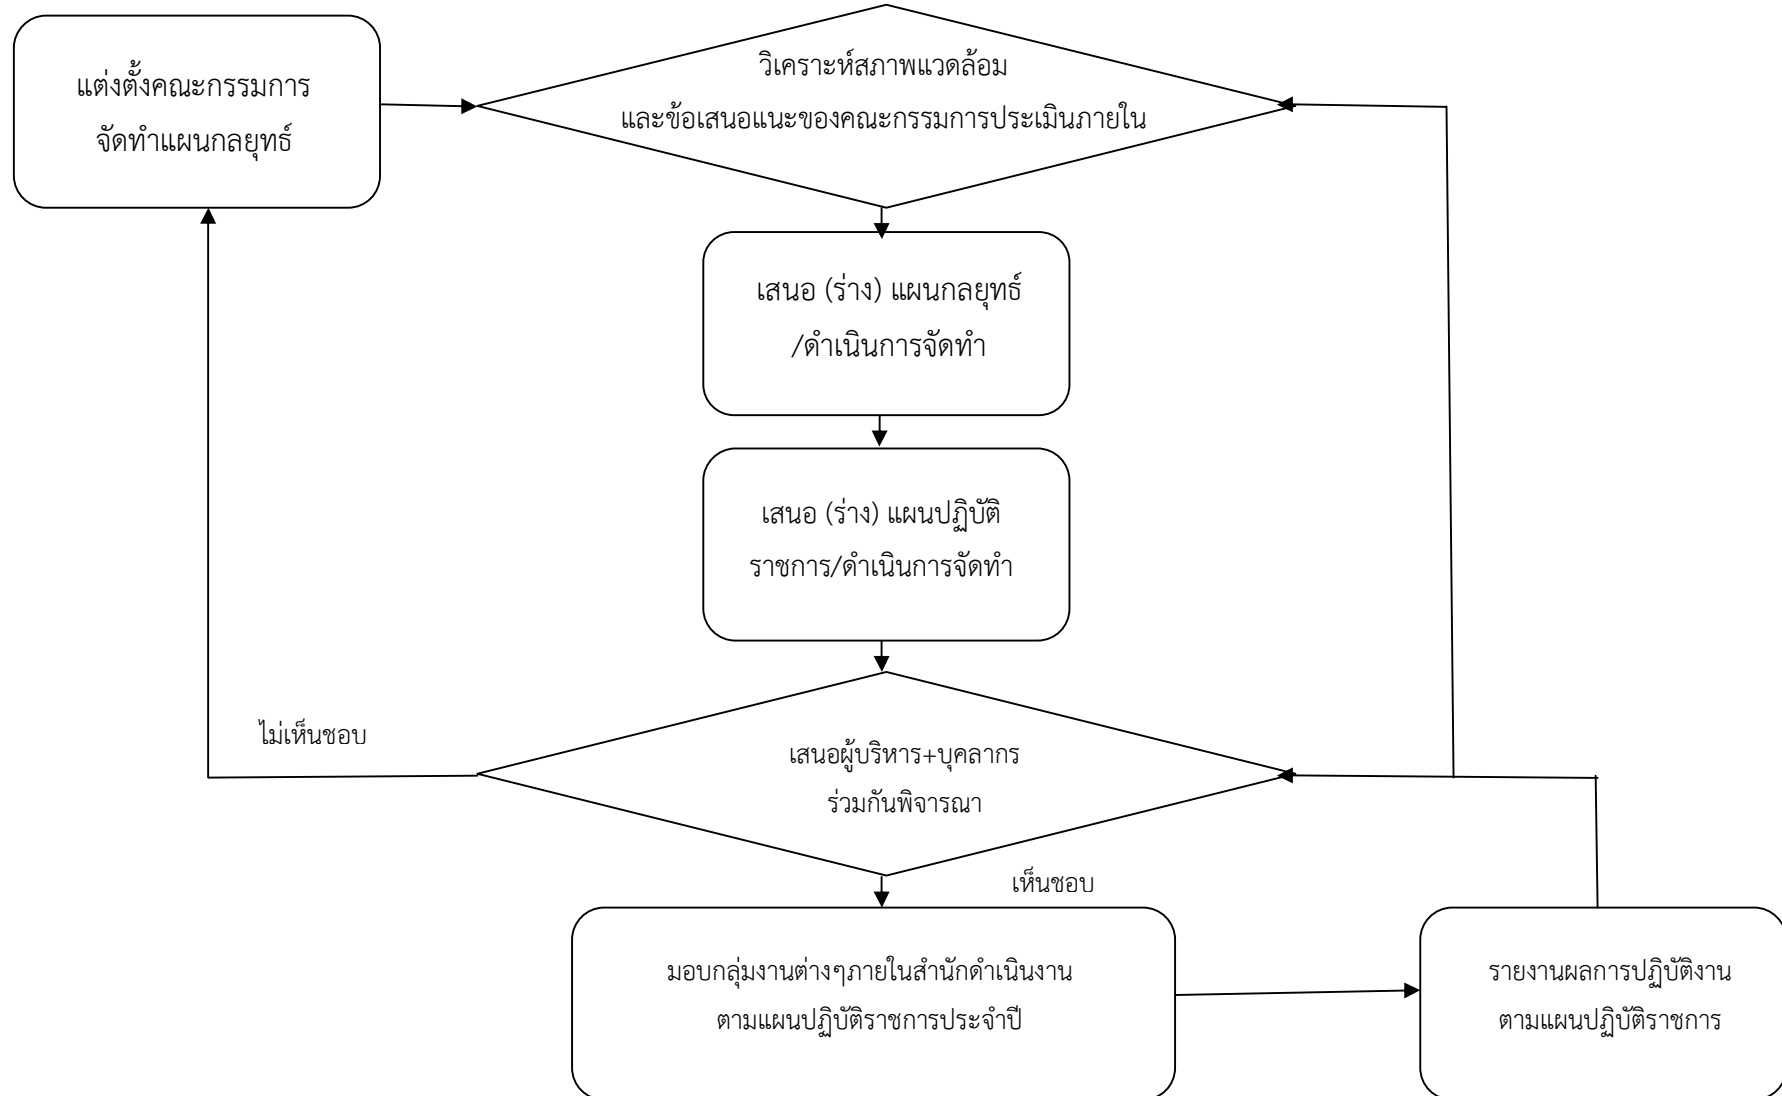 แต่งตั้งคณะกรรมการ
จัดทำแผนกลยุทธ์
วิเคราะห์สภาพแวดล้อม
และข้อเสนอแนะของคณะกรรมการประเมินภายใน
เสนอ (ร่าง) แผนกลยุทธ์
/ดำเนินการจัดทำ
เสนอ (ร่าง) แผนปฏิบัติ
ราชการ/ดำเนินการจัดทำ
ไม่เห็นชอบ
เสนอผู้บริหาร+บุคลากร
ร่วมกันพิจารณา
เห็นชอบ
มอบกลุ่มงานต่างๆภายในสำนักดำเนินงาน
ตามแผนปฏิบัติราชการประจำปี
รายงานผลการปฏิบัติงาน
ตามแผนปฏิบัติราชการ